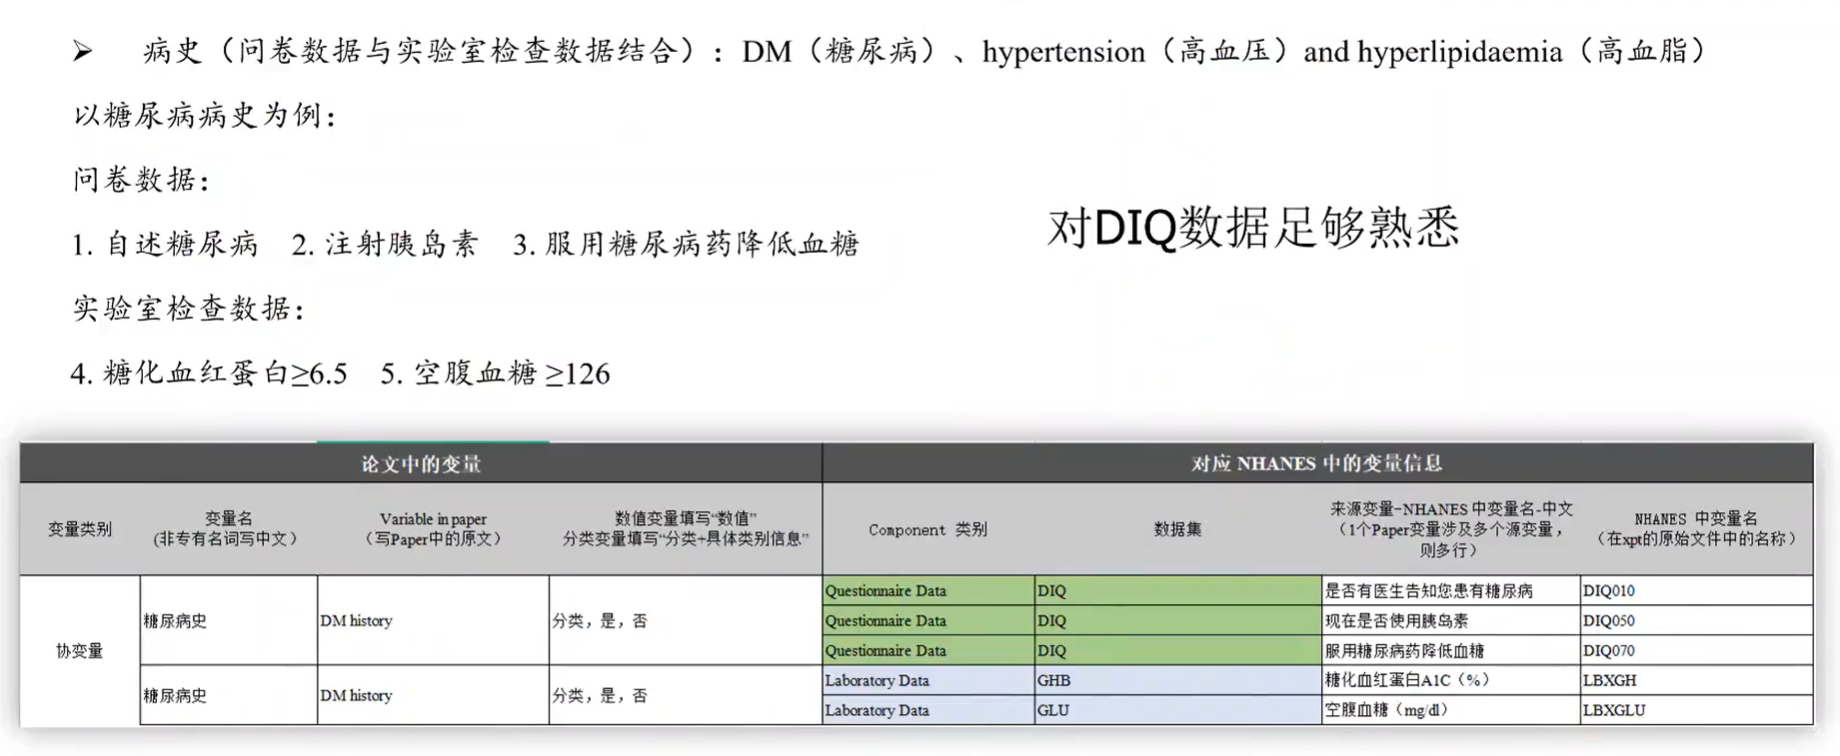 ➢ 病史（问卷数据与实验室检查数据结合）：DM（糖尿病）、hypertension（高血压）and hyperlipidaemia（高血脂）
以糖尿病病史为例：
问卷数据：
1. 自述糖尿病 2. 注射胰岛素 3. 服用糖尿病药降低血糖
对DIQ数据足够熟悉
实验室检查数据：
4. 糖化血红蛋白≥6.5 5. 空腹血糖 ≥126
论文中的变量 对应 NHANES 中的变量信息
变量类别
变量名
(非专有名词写中文)
Variable in paper
（写Paper中的原文）
数值变量填写“数值”
分类变量填写“分类+具体类别信息”
Component 类别
数据集
来源变量-NHANES 中变量名-中文
（1个Paper变量涉及多个源变量，
则多行）
NHANES 中变量名
（在xpt的原始文件中的名称）
协变量
糖尿病史 DM history 分类，是，否
Questionnaire Data DIQ 是否有医生告知您患有糖尿病 DIQ010
Questionnaire Data DIQ 现在是否使用胰岛素 DIQ050
Questionnaire Data DIQ 服用糖尿病药降低血糖 DIQ070
糖尿病史 DM history 分类，是，否
Laboratory Data GHB 糖化血红蛋白A1C（%） LBXGH
Laboratory Data GLU 空腹血糖（mg/dl） LBXGLU